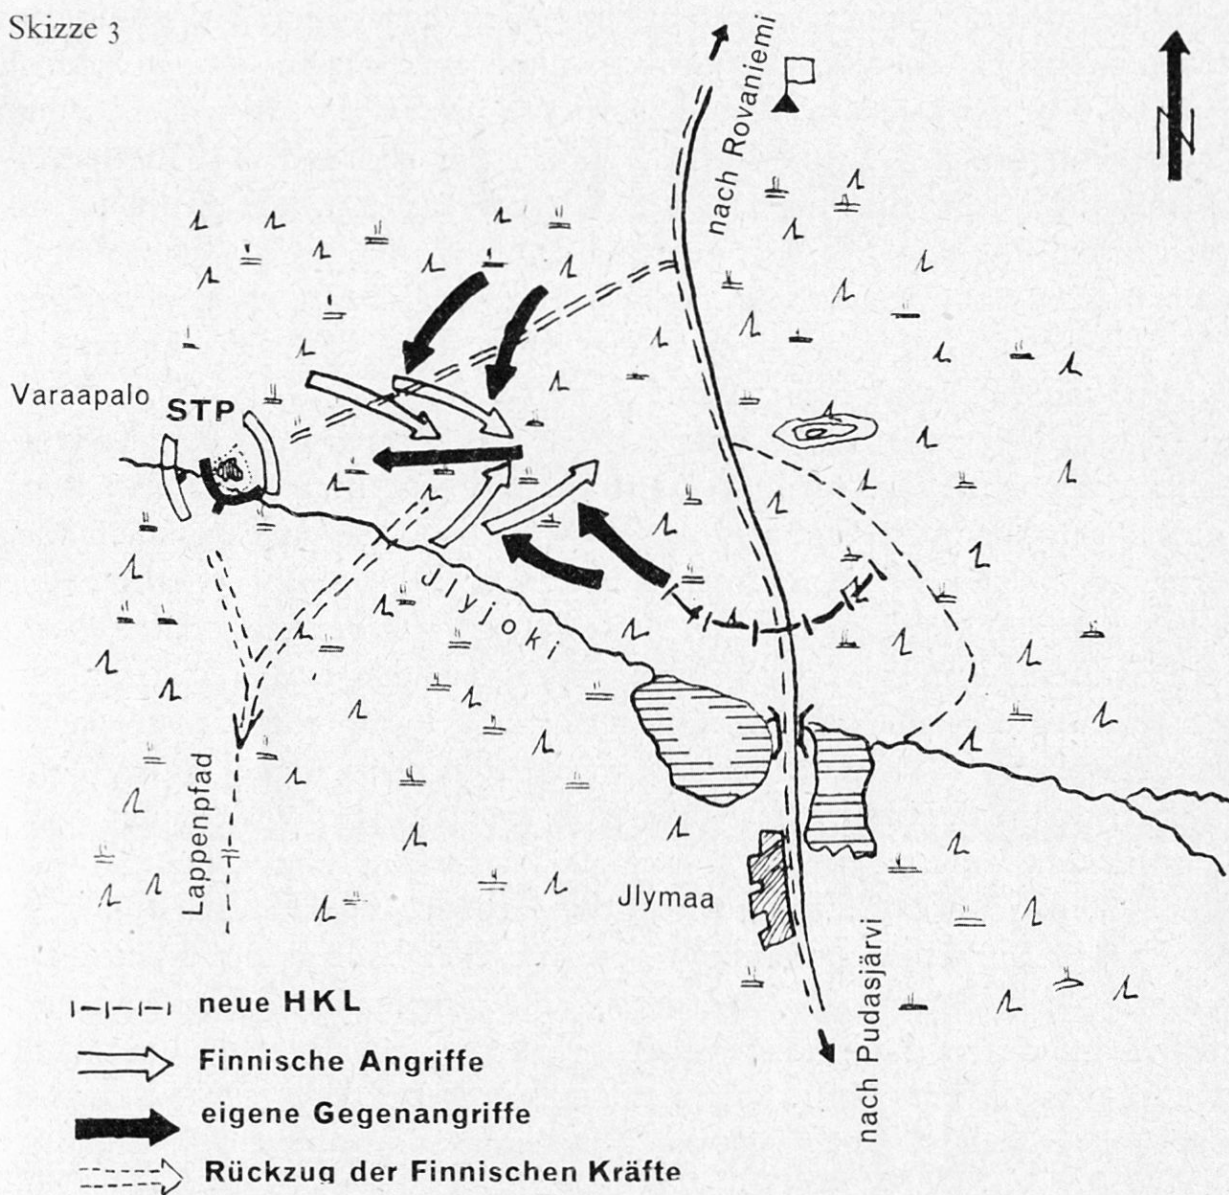 Skizze 3
nach Rovaniemi
N
Varaapalo
STP
Jlyjoki
Lappenpfad
Jlymaa
nach Pudasjärvi
neue HKL
Finnische Angriffe
eigene Gegenangriffe
Rückzug der Finnischen Kräfte